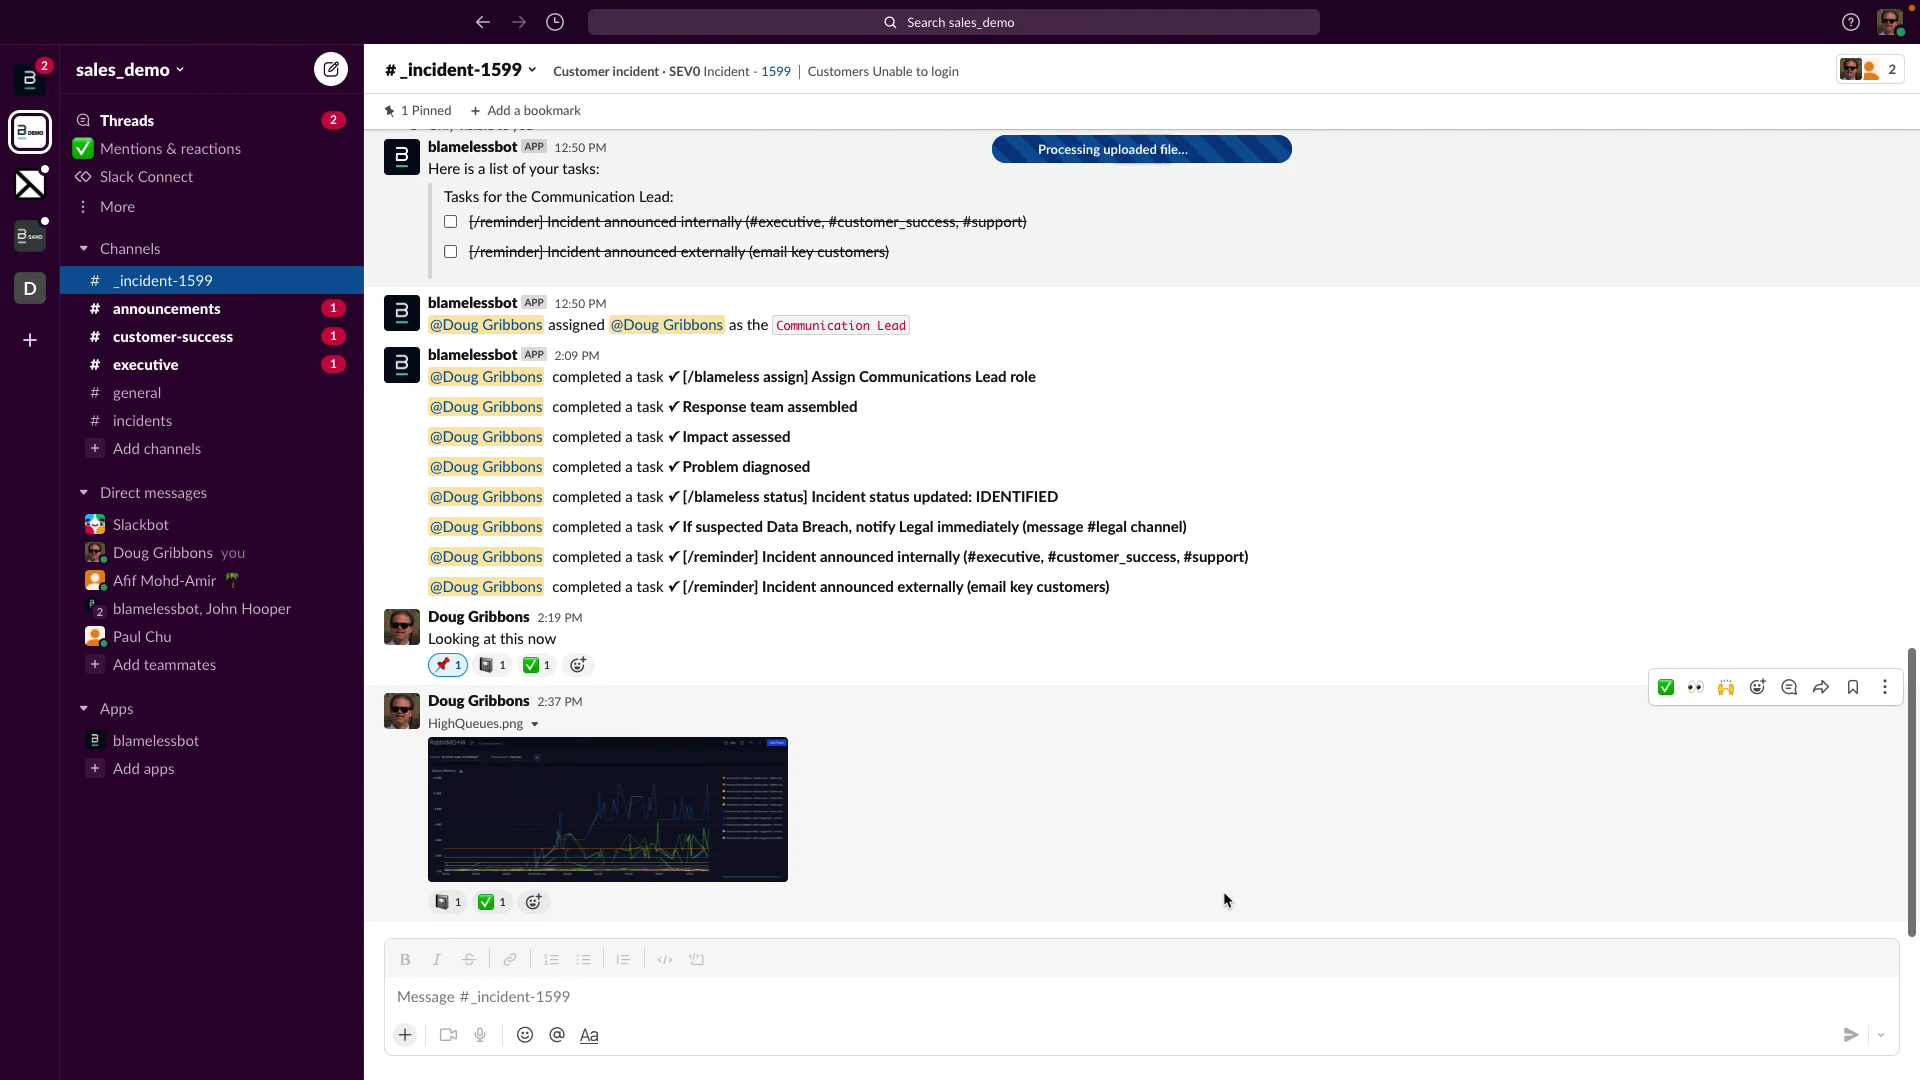 Search sales_demo
2
sales_demo
# _incident-1599
Customer incident · SEV0 Incident - 1599 | Customers Unable to login
2
1 Pinned
+ Add a bookmark
DEMO
SAND
D
+
Threads 2
Mentions & reactions
Slack Connect
More
Channels
# _incident-1599
# announcements 1
# customer-success 1
# executive 1
# general
# incidents
+ Add channels
Direct messages
Slackbot
Doug Gribbons you
Afif Mohd-Amir
2 blamelessbot, John Hooper
Paul Chu
+ Add teammates
Apps
blamelessbot
+ Add apps
Processing uploaded file...
blamelessbot APP 12:50 PM
Here is a list of your tasks:
Tasks for the Communication Lead:
[/reminder] Incident announced internally (#executive, #customer_success, #support)
[/reminder] Incident announced externally (email key customers)
blamelessbot APP 12:50 PM
@Doug Gribbons assigned @Doug Gribbons as the Communication Lead
blamelessbot APP 2:09 PM
@Doug Gribbons completed a task ✓ [/blameless assign] Assign Communications Lead role
@Doug Gribbons completed a task ✓ Response team assembled
@Doug Gribbons completed a task ✓ Impact assessed
@Doug Gribbons completed a task ✓ Problem diagnosed
@Doug Gribbons completed a task ✓ [/blameless status] Incident status updated: IDENTIFIED
@Doug Gribbons completed a task ✓ If suspected Data Breach, notify Legal immediately (message #legal channel)
@Doug Gribbons completed a task ✓ [/reminder] Incident announced internally (#executive, #customer_success, #support)
@Doug Gribbons completed a task ✓ [/reminder] Incident announced externally (email key customers)
Doug Gribbons 2:19 PM
Looking at this now
1 1 1
Doug Gribbons 2:37 PM
HighQueues.png
1 1
B I S
Message #_incident-1599
+ @ Aa